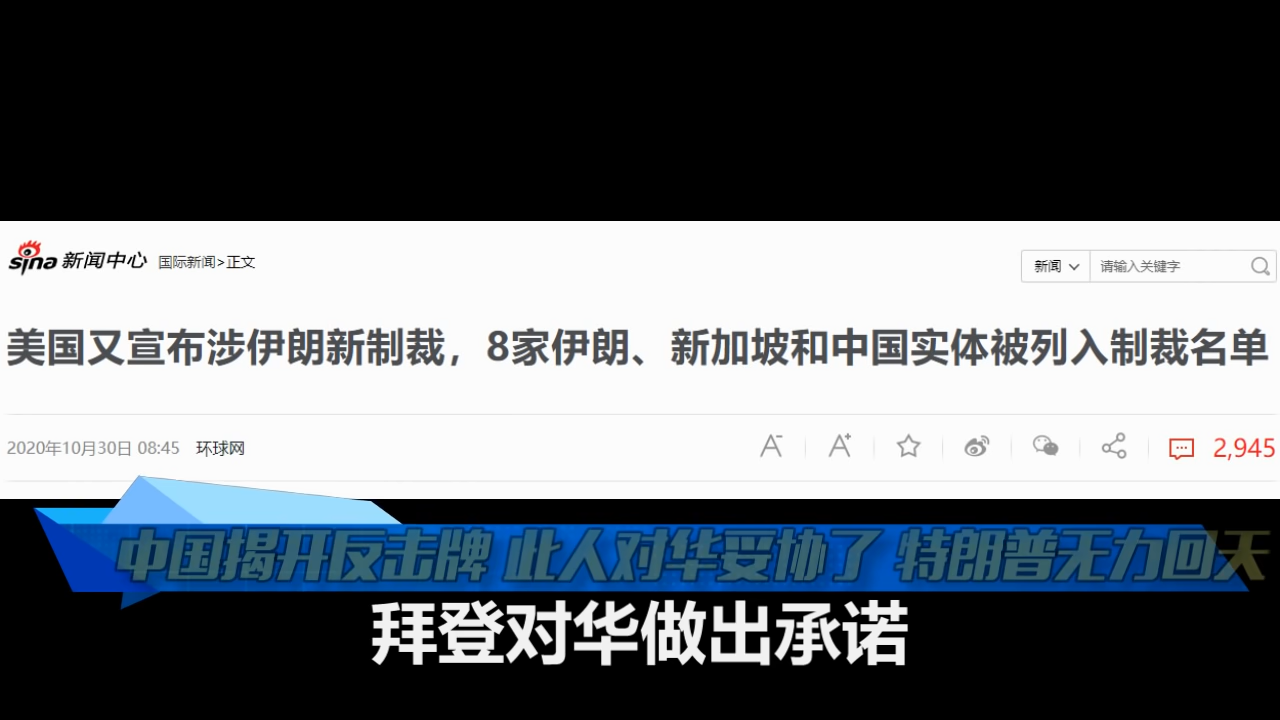 sina 新闻中心 国际新闻>正文 新闻 请输入关键字
美国又宣布涉伊朗新制裁，8家伊朗、新加坡和中国实体被列入制裁名单
2020年10月30日 08:45 环球网 A- A+ 2,945
中国揭开反击牌 此人对华妥协了 特朗普无力回天
拜登对华做出承诺